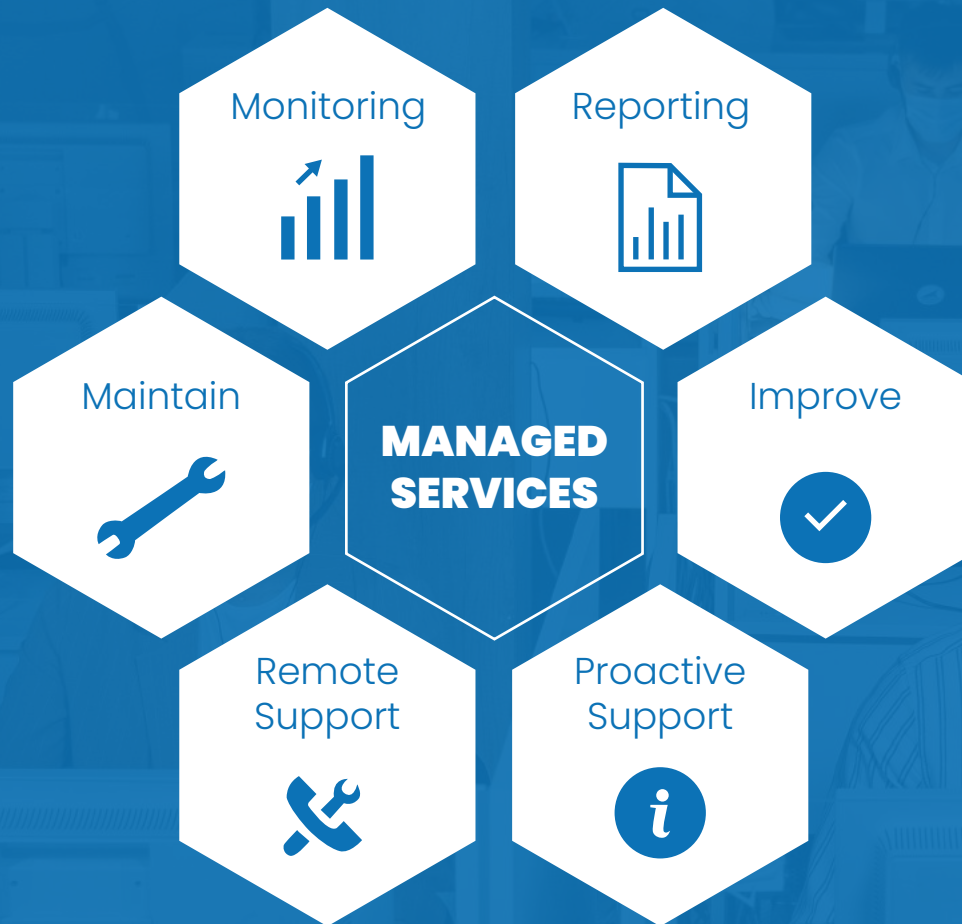 Monitoring
Reporting
Maintain
MANAGED
SERVICES
Improve
Remote
Support
Proactive
Support
i